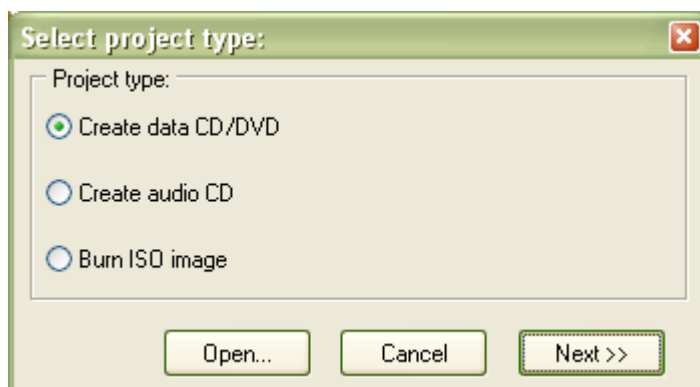 Select project type:
Project type:
Create data CD/DVD
Create audio CD
Burn ISO image
Open... Cancel Next >>